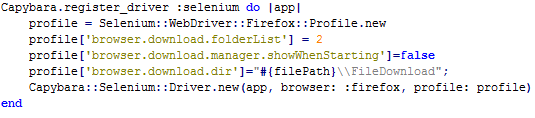 Capybara.register_driver :selenium do |app|
    profile = Selenium::WebDriver::Firefox::Profile.new
    profile['browser.download.folderList'] = 2
    profile['browser.download.manager.showWhenStarting']=false
    profile['browser.download.dir']="#{filePath}\\FileDownload";
    Capybara::Selenium::Driver.new(app, browser: :firefox, profile: profile)
end